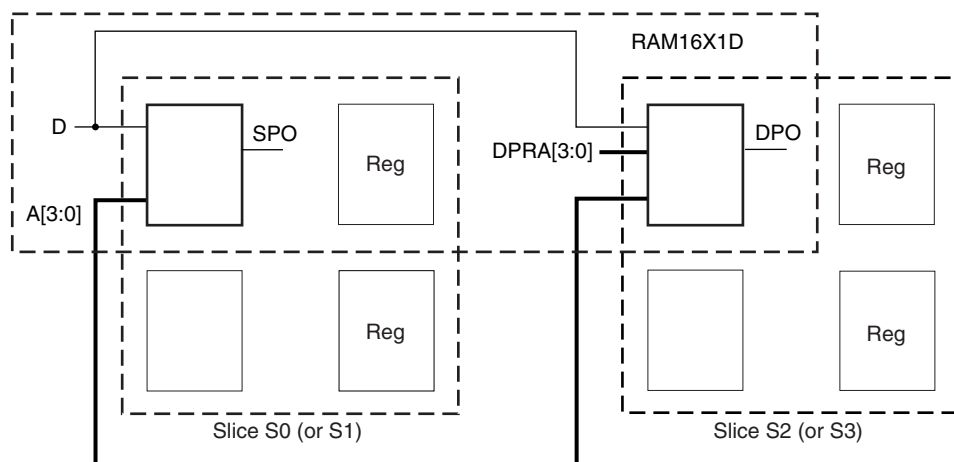 RAM16X1D
D
SPO
Reg
DPRA[3:0]
DPO
Reg
A[3:0]
Reg
Reg
Slice S0 (or S1)
Slice S2 (or S3)